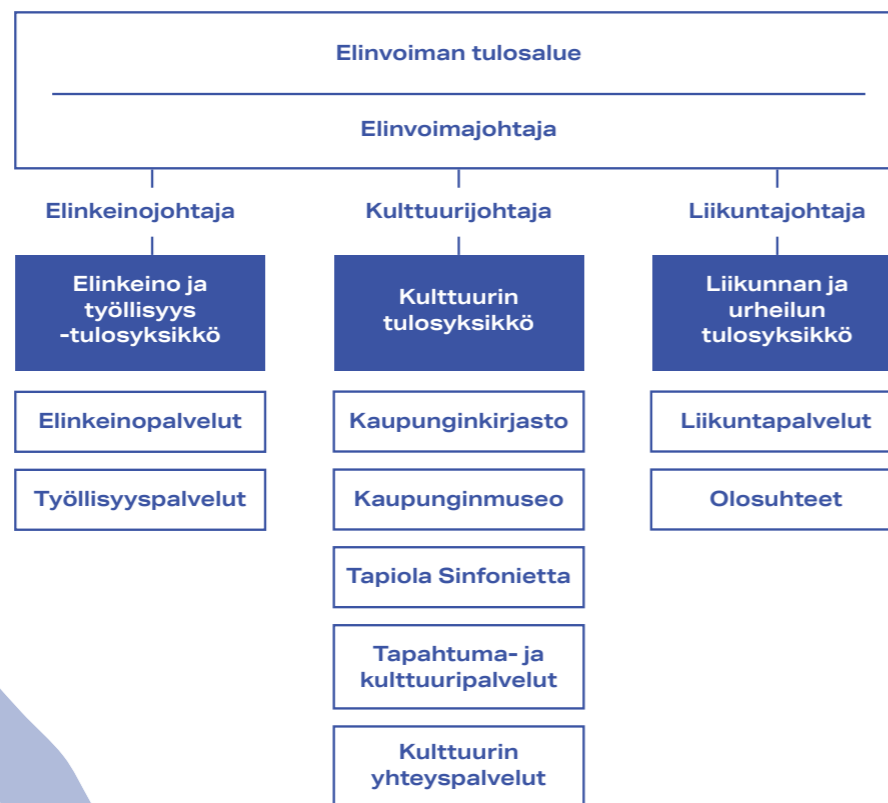 Elinvoiman tulosalue
Elinvoimajohtaja
Elinkeinojohtaja
Elinkeino ja
työllisyys
-tulosyksikkö
Elinkeinopalvelut
Työllisyyspalvelut
Kulttuurijohtaja
Kulttuurin
tulosyksikkö
Kaupunginkirjasto
Kaupunginmuseo
Tapiola Sinfonietta
Tapahtuma- ja
kulttuuripalvelut
Kulttuurin
yhteyspalvelut
Liikuntajohtaja
Liikunnan ja
urheilun
tulosyksikkö
Liikuntapalvelut
Olosuhteet